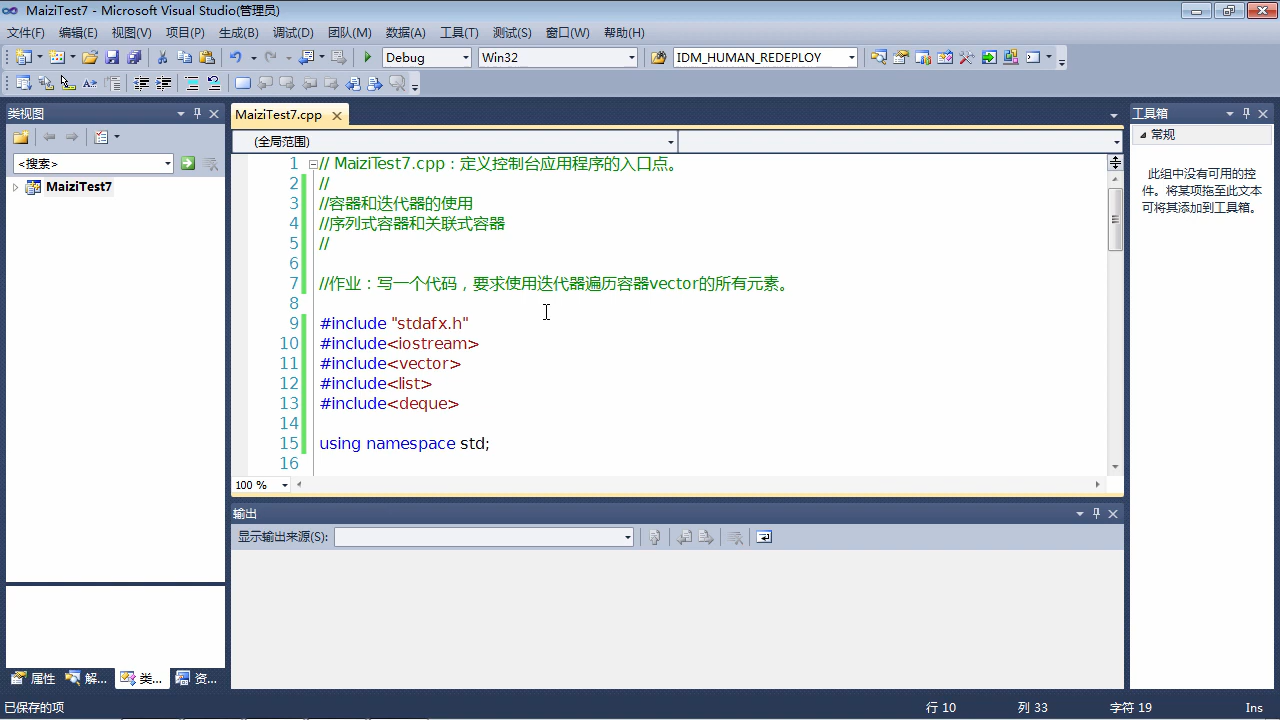 MaiziTest7 - Microsoft Visual Studio(管理员)
文件(F) 编辑(E) 视图(V) 项目(P) 生成(B) 调试(D) 团队(M) 数据(A) 工具(T) 测试(S) 窗口(W) 帮助(H)
Debug Win32 IDM_HUMAN_REDEPLOY
类视图
<搜索>
MaiziTest7
MaiziTest7.cpp
(全局范围)
1 // MaiziTest7.cpp：定义控制台应用程序的入口点。
2 //
3 //容器和迭代器的使用
4 //序列式容器和关联式容器
5 //
6
7 //作业：写一个代码，要求使用迭代器遍历容器vector的所有元素。
8
9 #include "stdafx.h"
10 #include<iostream>
11 #include<vector>
12 #include<list>
13 #include<deque>
14
15 using namespace std;
16
100 %
输出
显示输出来源(S):
工具箱
常规
此组中没有可用的控
件。将某项拖至此文本
可将其添加到工具箱。
属性 解... 类... 资...
已保存的项 行 10 列 33 字符 19 Ins